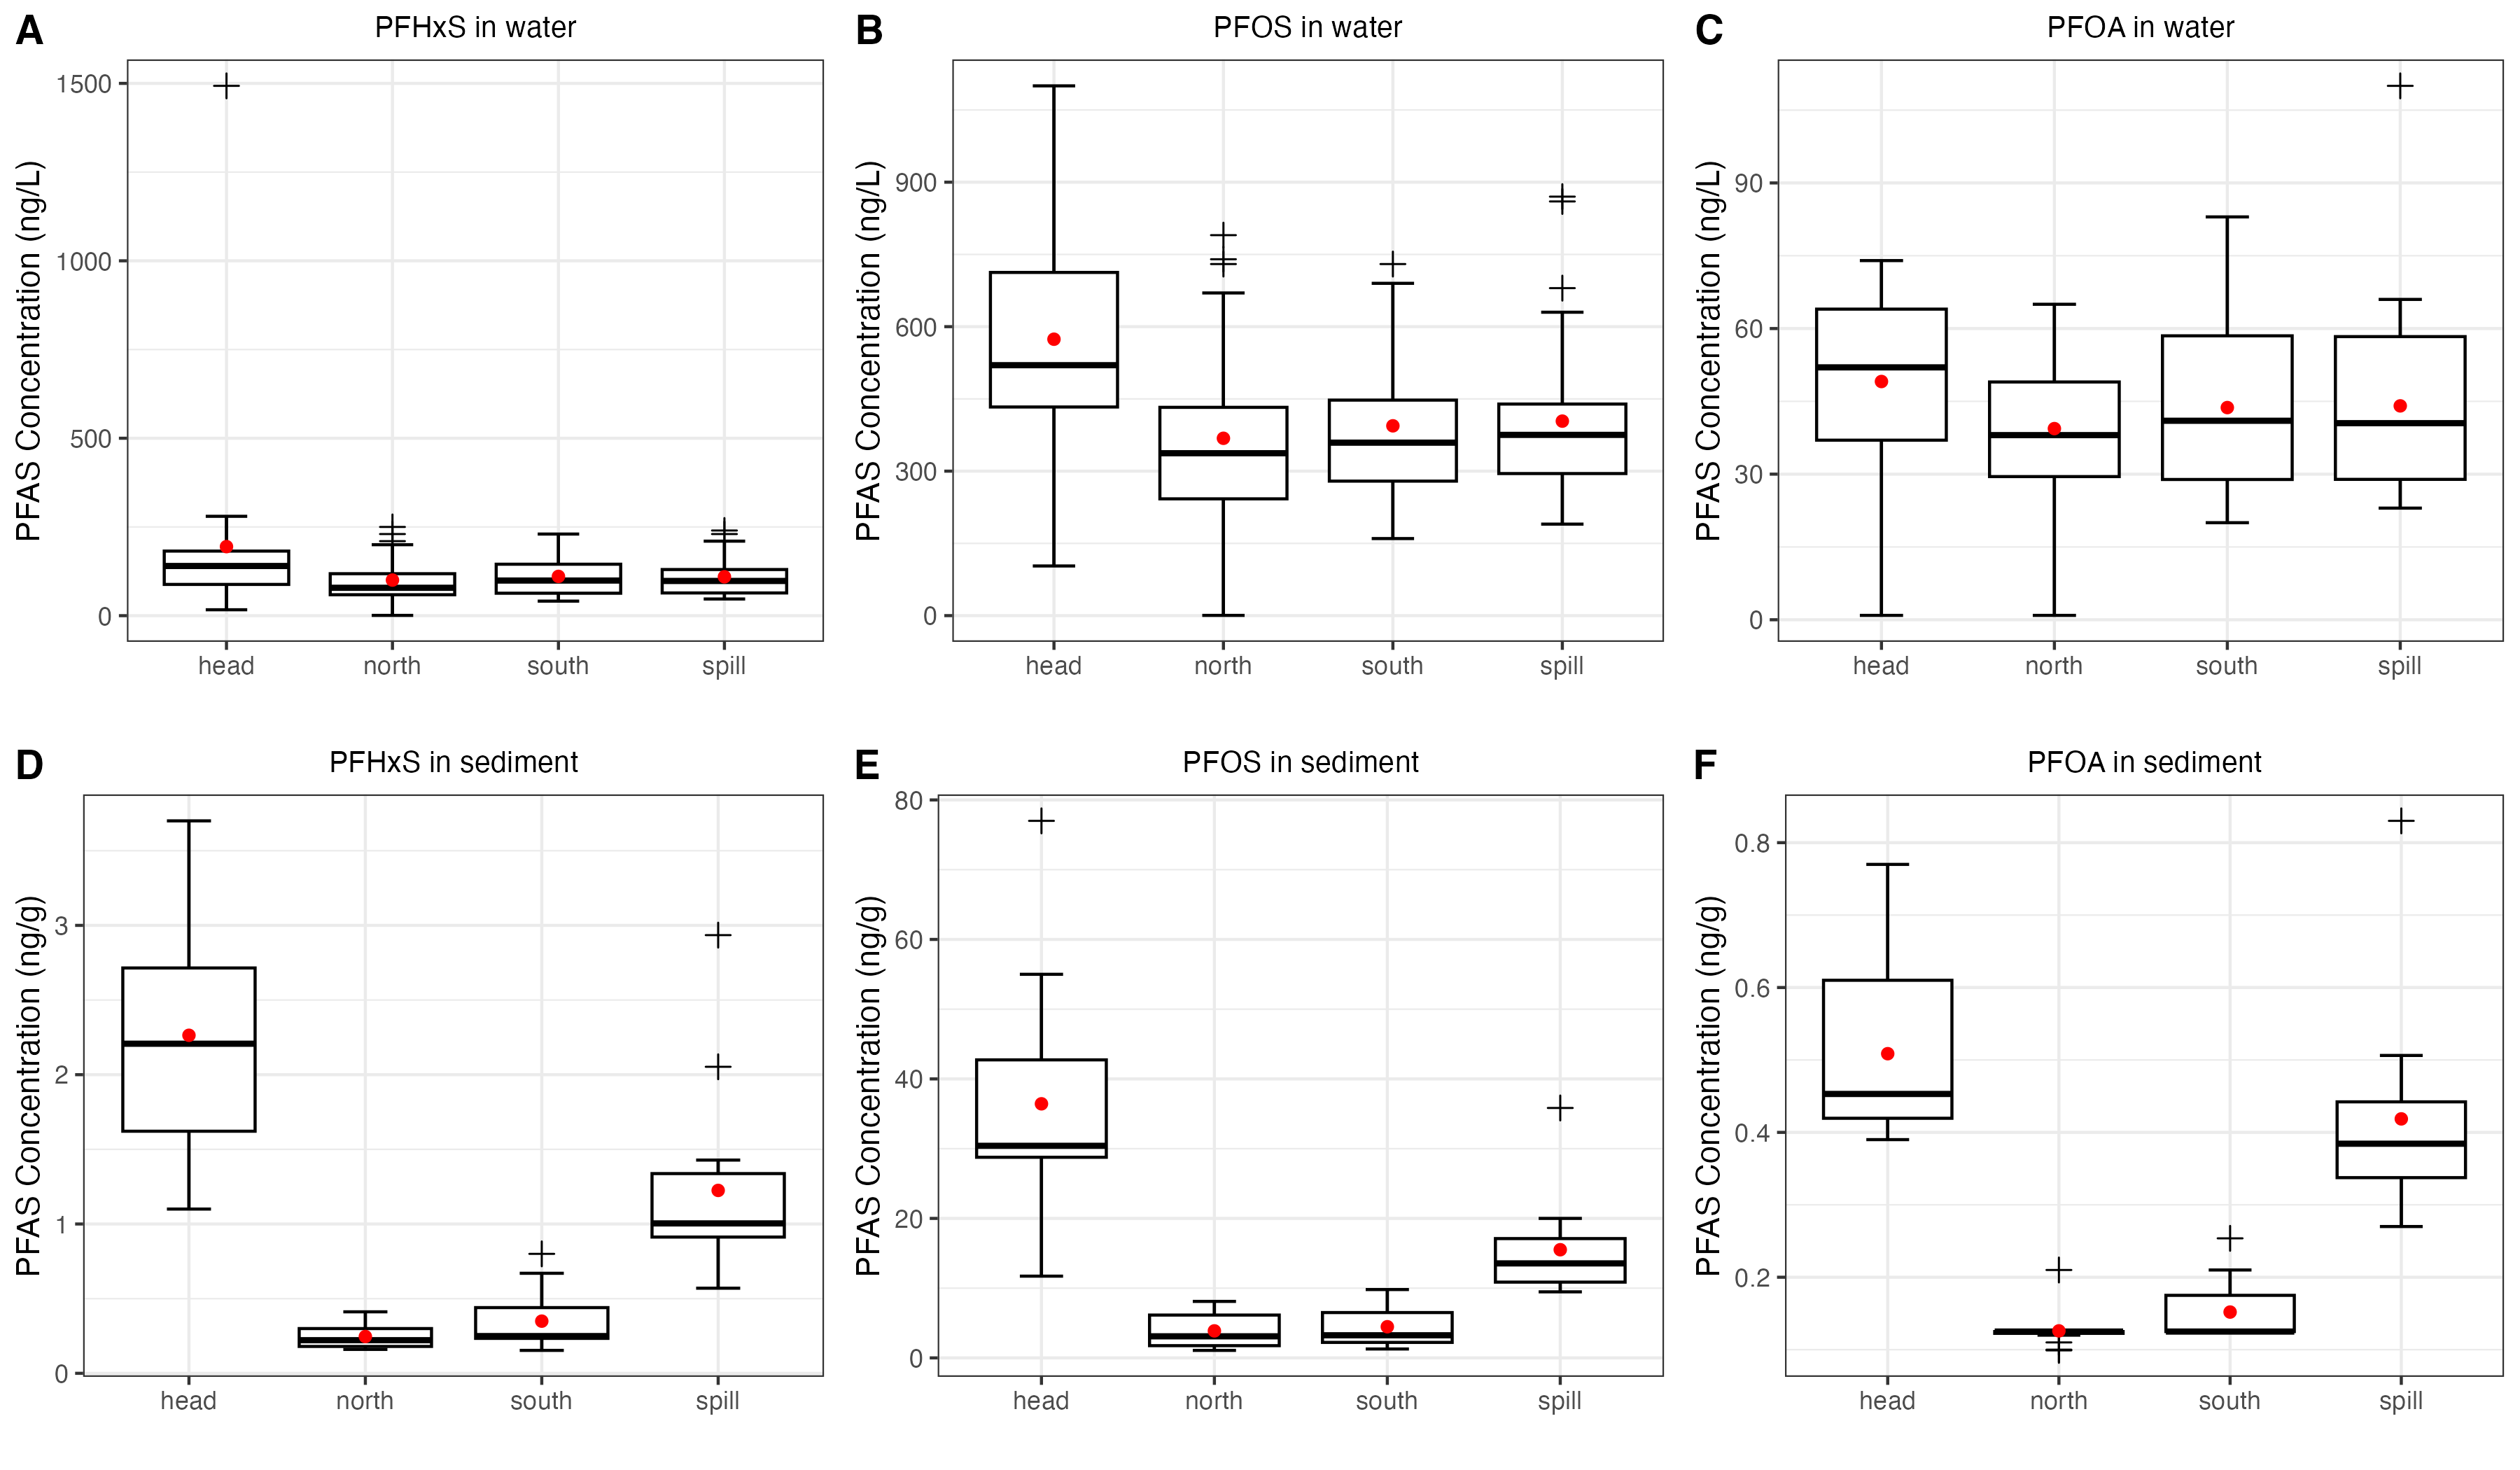 A
PFHxS in water
PFAS Concentration (ng/L)
1500
1000
500
0
head north south spill
B
PFOS in water
PFAS Concentration (ng/L)
900
600
300
0
head north south spill
C
PFOA in water
PFAS Concentration (ng/L)
90
60
30
0
head north south spill
D
PFHxS in sediment
PFAS Concentration (ng/g)
3
2
1
0
head north south spill
E
PFOS in sediment
PFAS Concentration (ng/g)
80
60
40
20
0
head north south spill
F
PFOA in sediment
PFAS Concentration (ng/g)
0.8
0.6
0.4
0.2
head north south spill